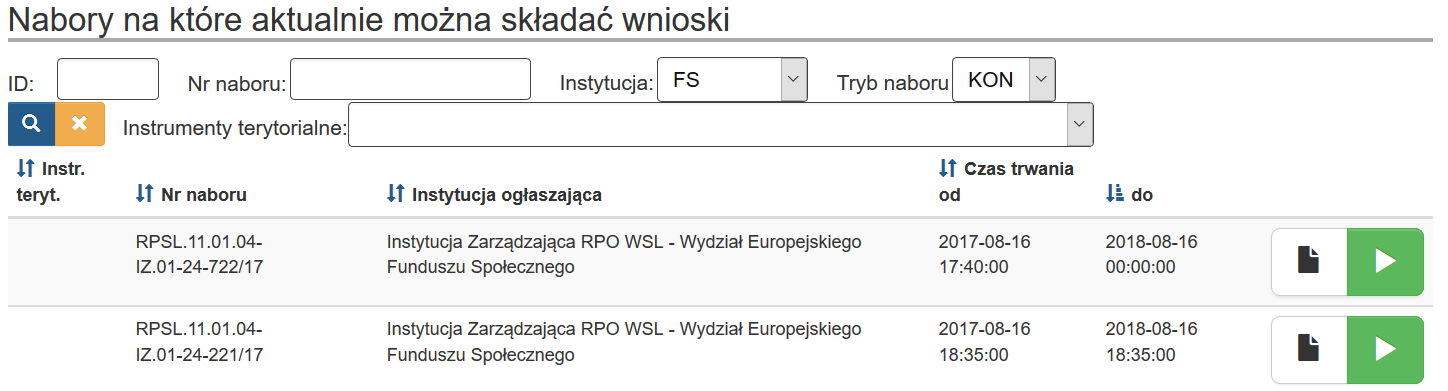 Nabory na które aktualnie można składać wnioski
ID: Nr naboru: Instytucja: FS Tryb naboru KON
Instrumenty terytorialne:
Instr. teryt. Nr naboru Instytucja ogłaszająca Czas trwania od do
RPSL.11.01.04- Instytucja Zarządzająca RPO WSL - Wydział Europejskiego 2017-08-16 2018-08-16
IZ.01-24-722/17 Funduszu Społecznego 17:40:00 00:00:00
RPSL.11.01.04- Instytucja Zarządzająca RPO WSL - Wydział Europejskiego 2017-08-16 2018-08-16
IZ.01-24-221/17 Funduszu Społecznego 18:35:00 18:35:00